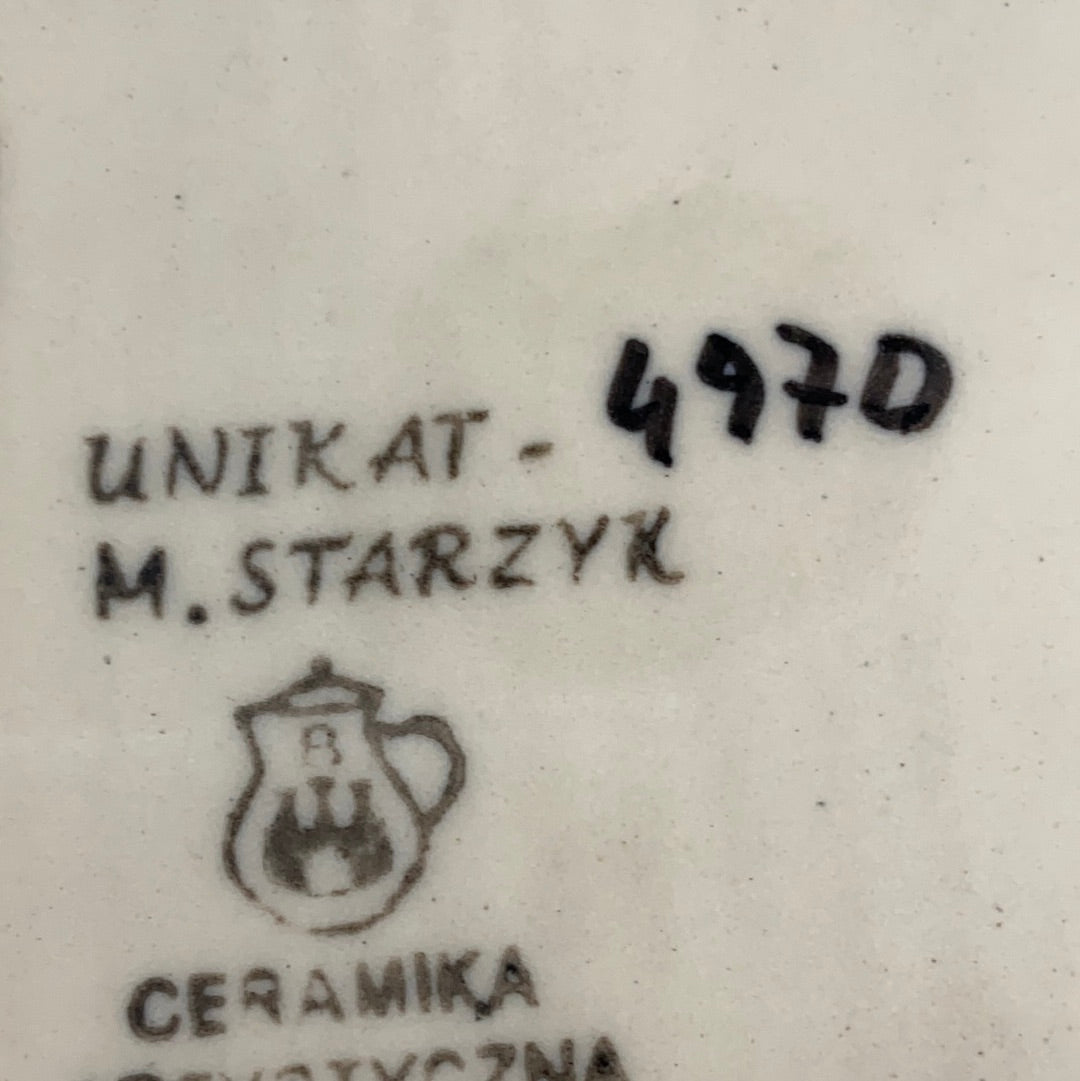 UNIKAT - 4970
M. STARZYK
B
CERAMIKA